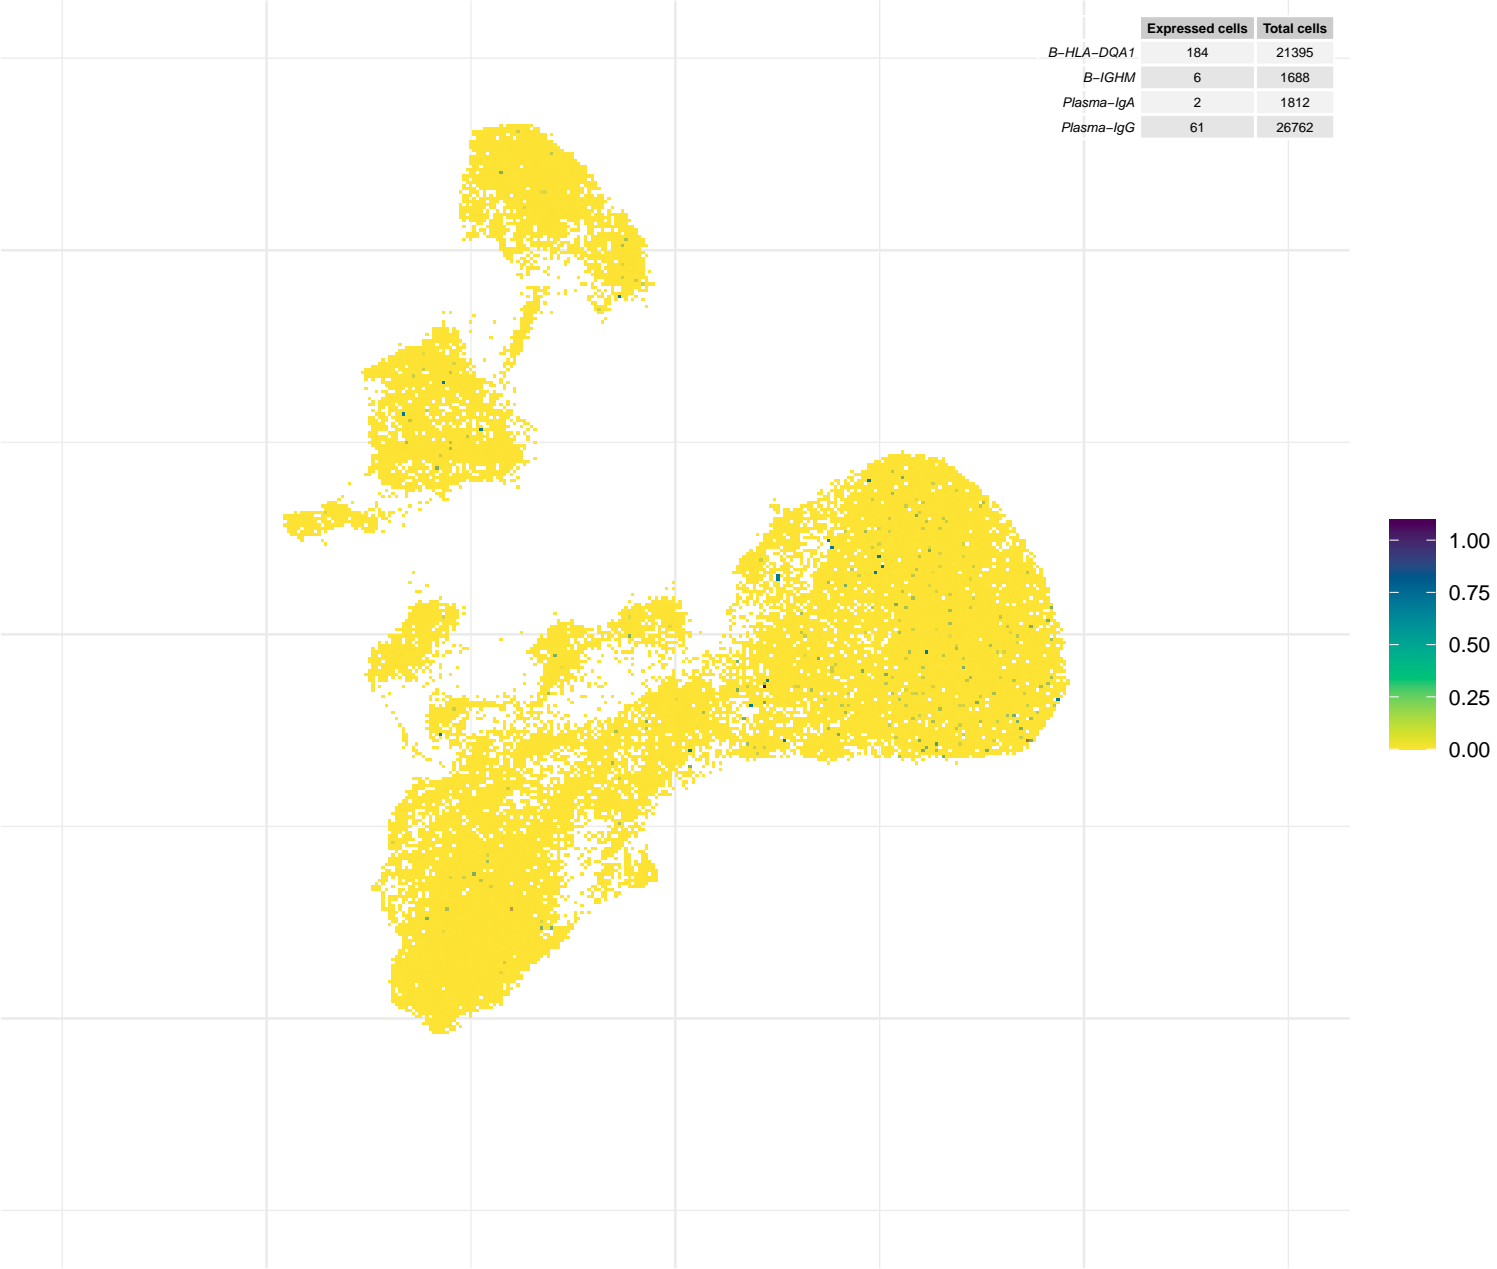 Expressed cells Total cells
B−HLA−DQA1 184 21395
B−IGHM 6 1688
Plasma−IgA 2 1812
Plasma−IgG 61 26762
1.00
0.75
0.50
0.25
0.00